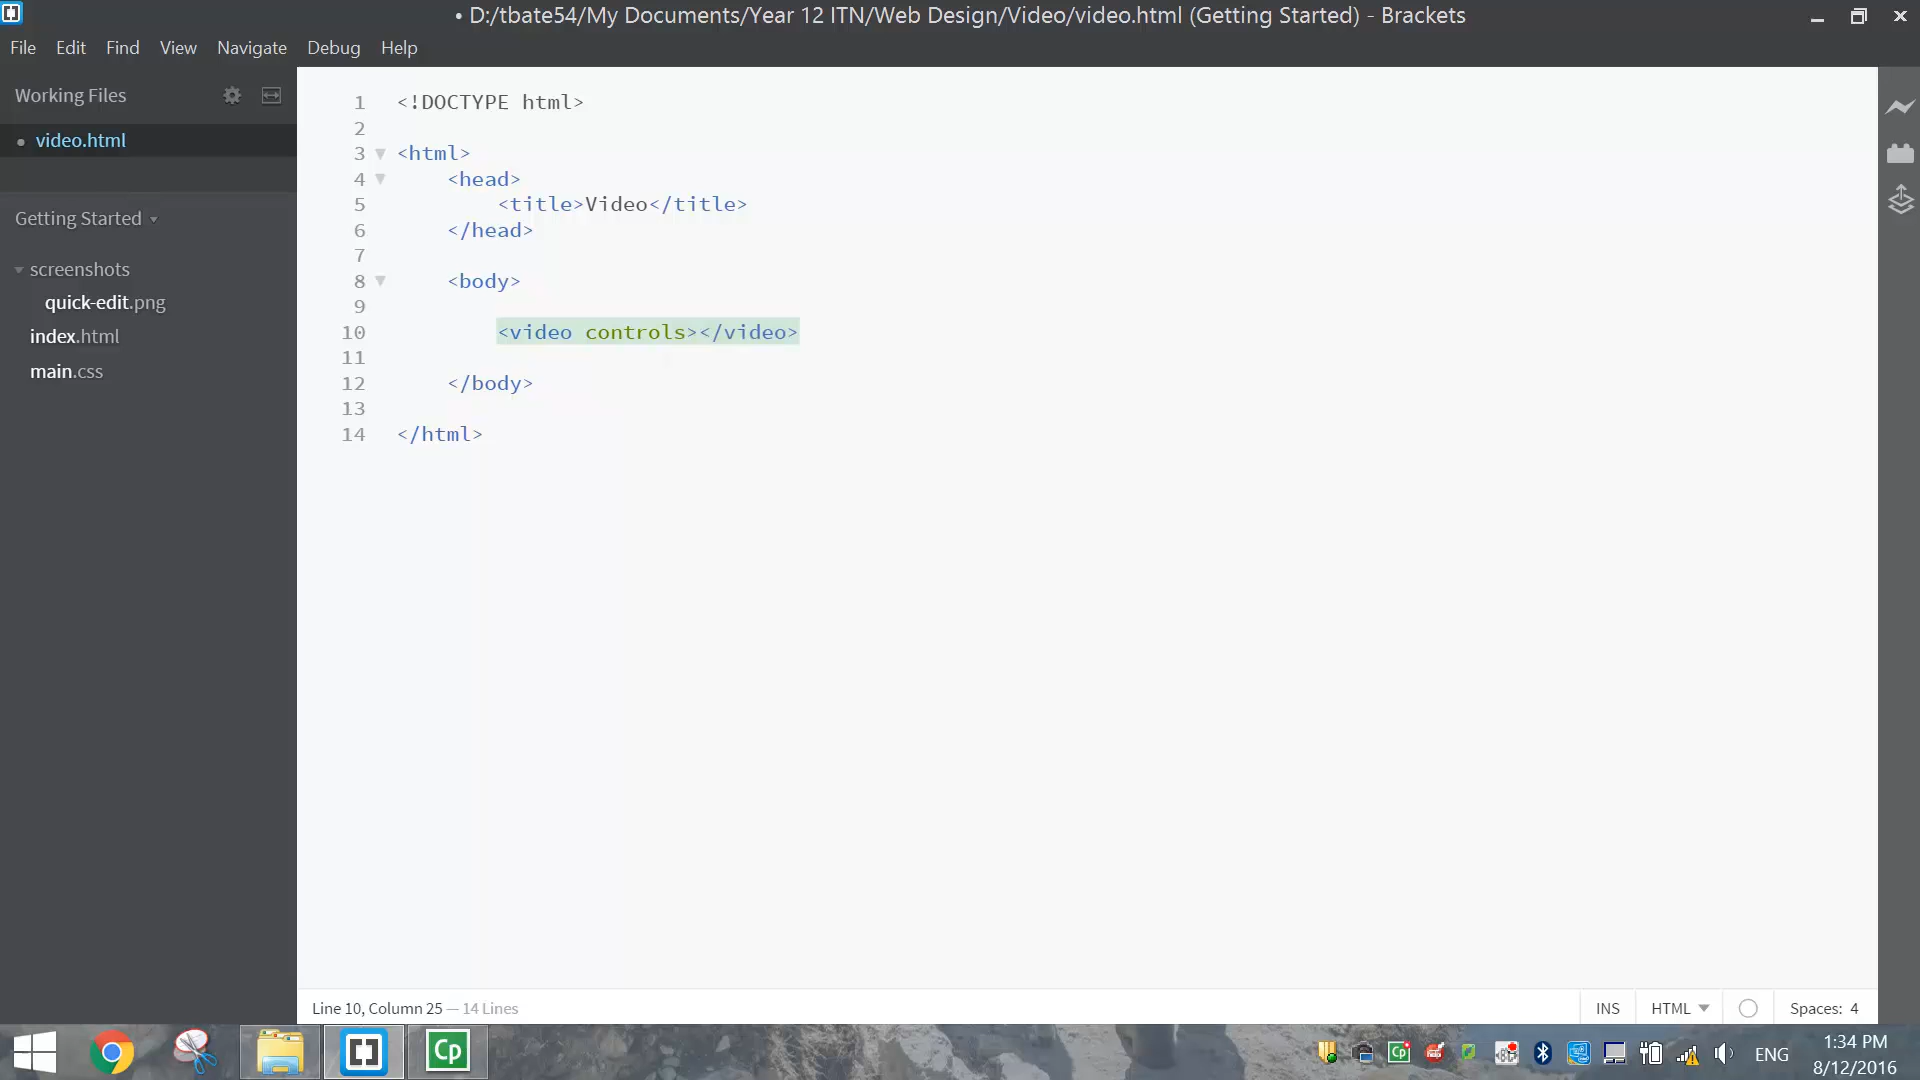 • D:/tbate54/My Documents/Year 12 ITN/Web Design/Video/video.html (Getting Started) - Brackets
File Edit Find View Navigate Debug Help
Working Files
• video.html
Getting Started
screenshots
quick-edit.png
index.html
main.css
1 <!DOCTYPE html>
2
3 <html>
4 <head>
5 <title>Video</title>
6 </head>
7
8 <body>
9
10 <video controls></video>
11
12 </body>
13
14 </html>
Line 10, Column 25 — 14 Lines
INS HTML Spaces: 4
Cp
Cp
ENG
1:34 PM
8/12/2016